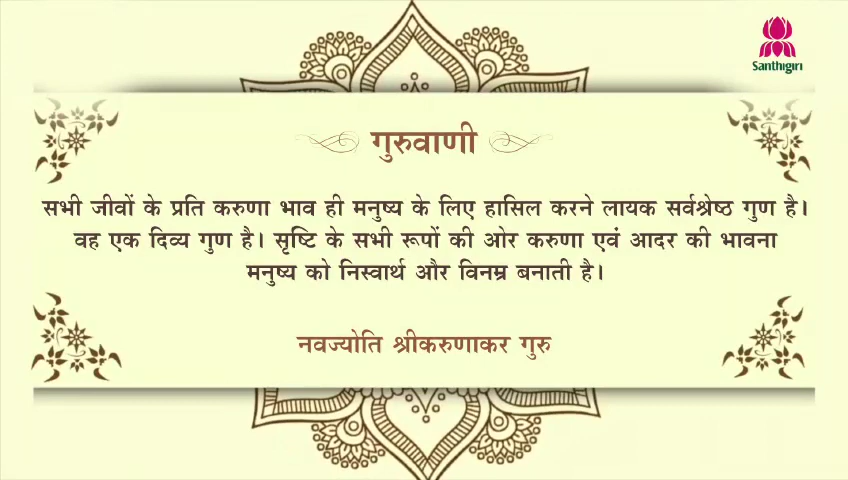 Santhigiri
गुरुवाणी
सभी जीवों के प्रति करुणा भाव ही मनुष्य के लिए हासिल करने लायक सर्वश्रेष्ठ गुण है।
वह एक दिव्य गुण है। सृष्टि के सभी रूपों की ओर करुणा एवं आदर की भावना
मनुष्य को निस्वार्थ और विनम्र बनाती है।
नवज्योति श्रीकरुणाकर गुरु